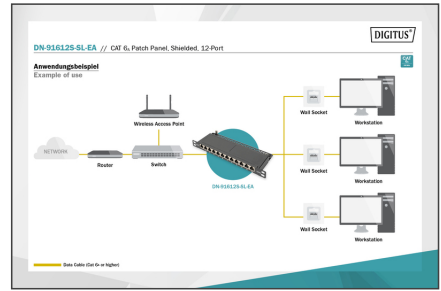 DIGITUS®
DN-91612S-SL-EA // CAT 6A Patch Panel, Shielded, 12-Port
Anwendungsbeispiel
Example of use
Wireless Access Point
Wall Socket
Workstation
NETWORK
Router
Switch
DN-91612S-SL-EA
Wall Socket
Workstation
Wall Socket
Workstation
Data Cable (Cat 6A or higher)